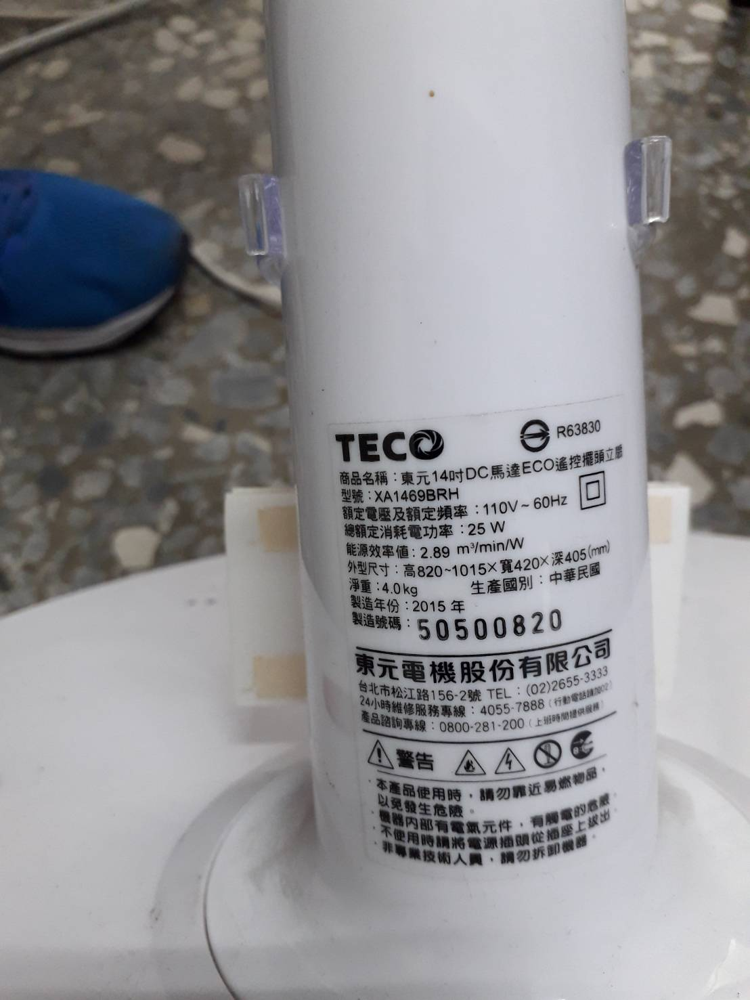 TECO R63830
商品名稱：東元14吋DC馬達ECO遙控擺頭立扇
型號：XA1469BRH
額定電壓及額定頻率：110V～60Hz
總額定消耗電功率：25 W
能源效率值：2.89 m³/min/W
外型尺寸：高820~1015×寬420×深405(mm)
淨重：4.0kg 生產國別：中華民國
製造年份：2015 年
製造號碼：50500820
東元電機股份有限公司
台北市松江路156-2號 TEL：(02)2655-3333
24小時維修服務專線：4055-7888（行動電話請加02）
產品諮詢專線：0800-281-200（上班時間提供服務）
警告
·本產品使用時，請勿靠近易燃物品，
以免發生危險。
·機器內部有電氣元件，有觸電的危險。
·不使用時請將電源插頭從插座上拔出。
·非專業技術人員，請勿拆卸機器。